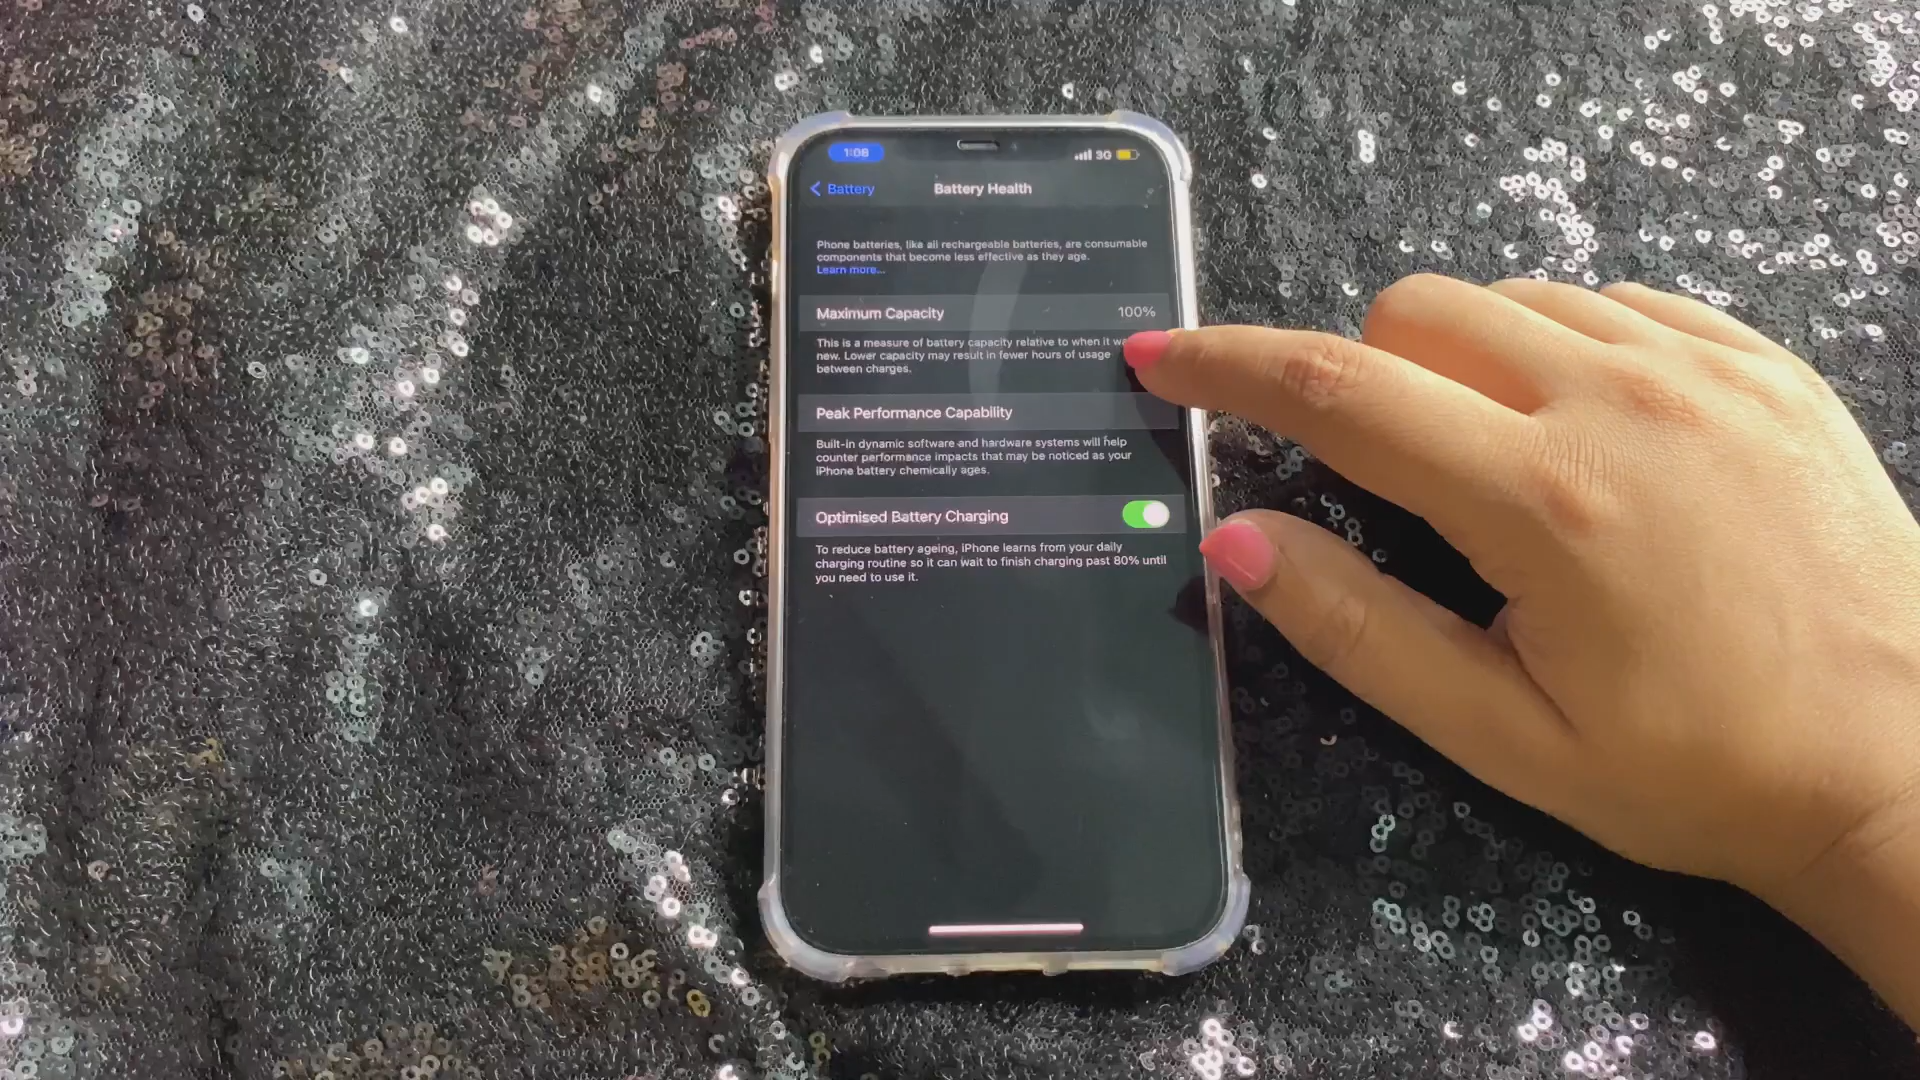 1:08
3G
Battery
Battery Health
Phone batteries, like all rechargeable batteries, are consumable
components that become less effective as they age.
Learn more...
Maximum Capacity 100%
This is a measure of battery capacity relative to when it
new. Lower capacity may result in fewer hours of usage
between charges.
Peak Performance Capability
Built-in dynamic software and hardware systems will help
counter performance impacts that may be noticed as your
iPhone battery chemically ages.
Optimised Battery Charging
To reduce battery ageing, iPhone learns from your daily
charging routine so it can wait to finish charging past 80% until
you need to use it.